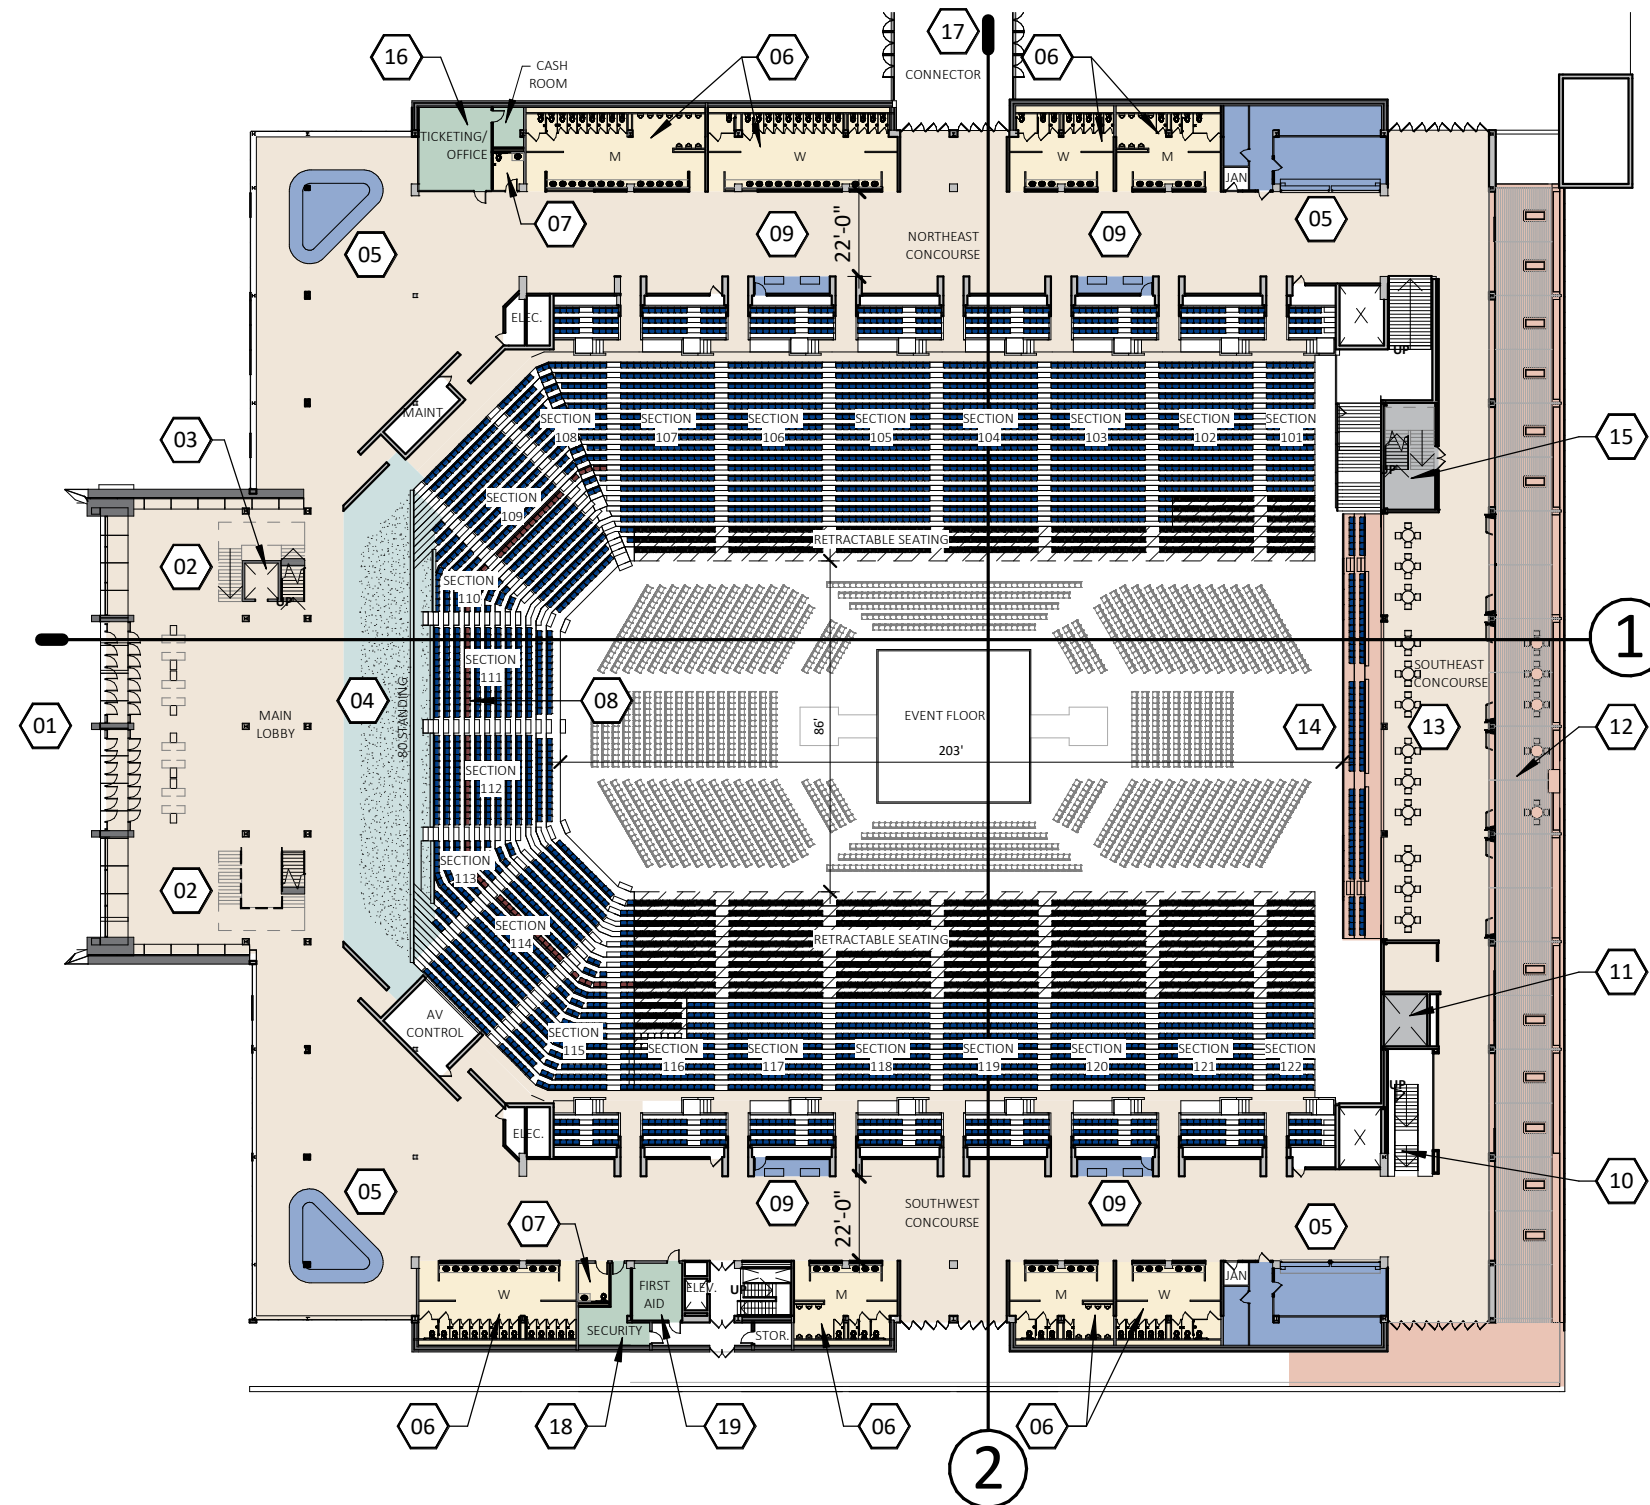 17
16
CASH
ROOM
06
06
CONNECTOR
TICKETING/
OFFICE
M
W
W
M
JAN
07
09
22'-0"
NORTHEAST
CONCOURSE
09
05
05
ELEC.
UP
MAINT.
SECTION
108
SECTION
107
SECTION
106
SECTION
105
SECTION
104
SECTION
103
SECTION
102
SECTION
101
03
15
UP
SECTION
109
RETRACTABLE SEATING
02
UP
SECTION
110
1
SECTION
111
SOUTHEAST
CONCOURSE
04
80 STANDING
08
01
MAIN
LOBBY
86'
EVENT FLOOR
203'
14
13
12
SECTION
112
02
SECTION
113
SECTION
114
RETRACTABLE SEATING
11
AV
CONTROL
SECTION
115
SECTION
116
SECTION
117
SECTION
118
SECTION
119
SECTION
120
SECTION
121
SECTION
122
UP
ELEC.
05
09
22'-0"
SOUTHWEST
CONCOURSE
09
05
10
07
W
FIRST
AID
ELEV.
UP
M
M
W
JAN
SECURITY
STOR.
06
18
19
06
06
2